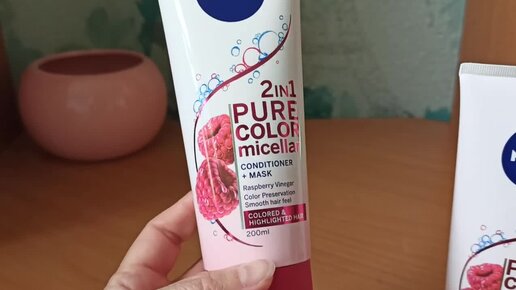 2IN1
PURE
COLOR
micellar
CONDITIONER
+ MASK
Raspberry Vinegar
Color Preservation
Smooth hair feel
COLORED &
HIGHLIGHTED HAIR
200ml